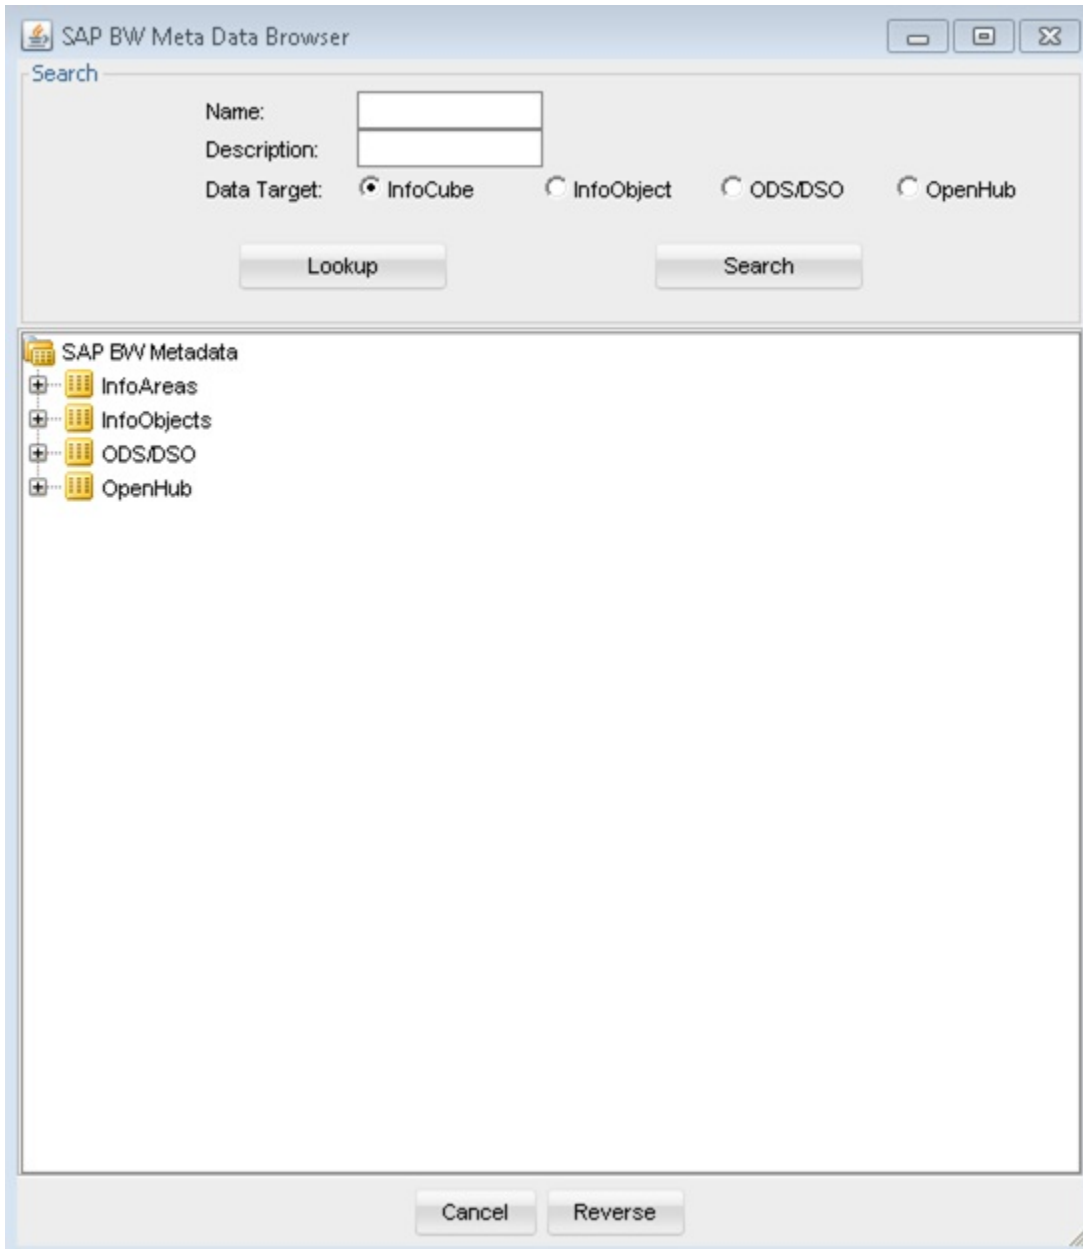 SAP BW Meta Data Browser
Search
Name:
Description:
Data Target: InfoCube InfoObject ODS/DSO OpenHub
Lookup Search
SAP BW Metadata
InfoAreas
InfoObjects
ODS/DSO
OpenHub
Cancel Reverse